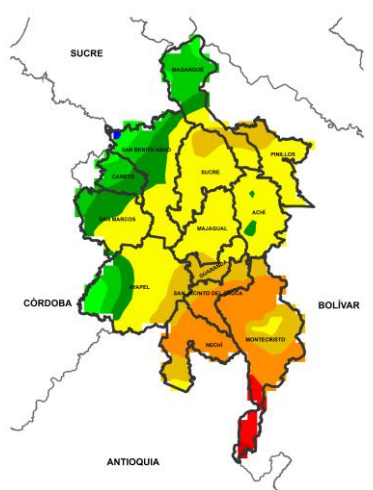 SUCRE
MAGANGUÉ
SAN BENITO ABAD
PINILLOS
CAIMITO
SUCRE
SAN MARCOS
ACHÍ
MAJAGUAL
GUARANDA
AYAPEL
SAN JACINTO DEL CAUCA
CÓRDOBA
BOLÍVAR
MONTECRISTO
NECHÍ
ANTIOQUIA